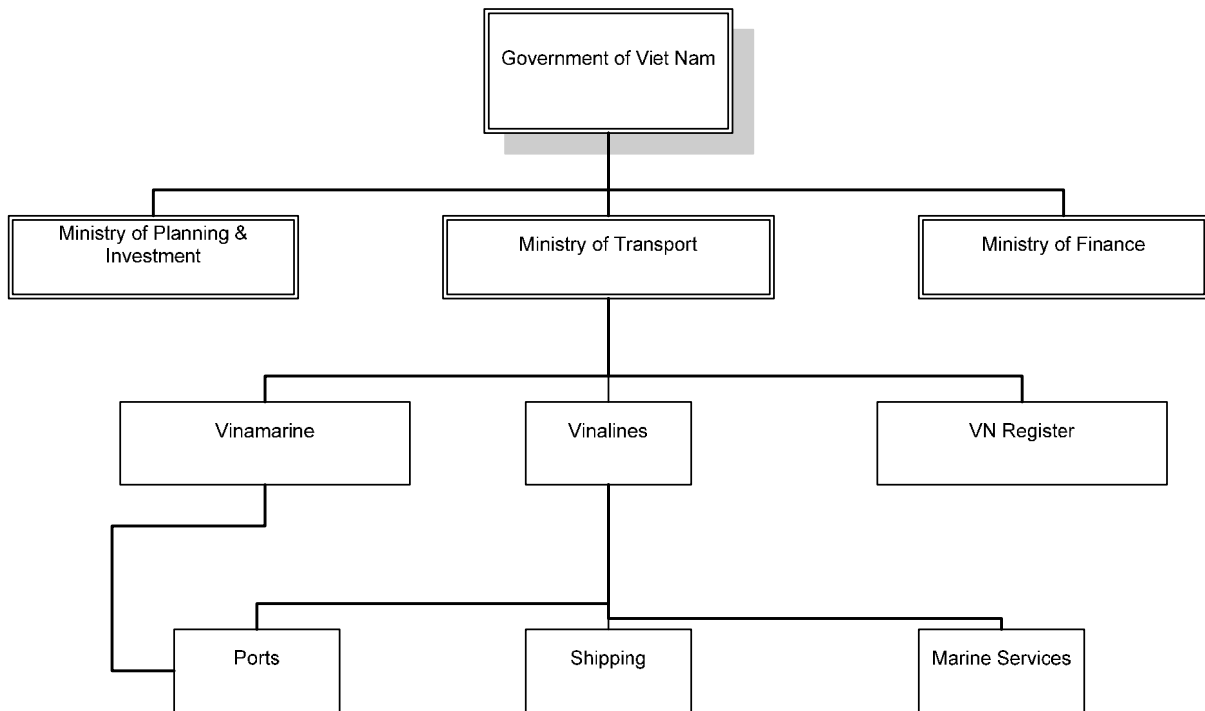 Government of Viet Nam
Ministry of Planning &
Investment
Ministry of Transport
Ministry of Finance
Vinamarine
Vinalines
VN Register
Ports
Shipping
Marine Services